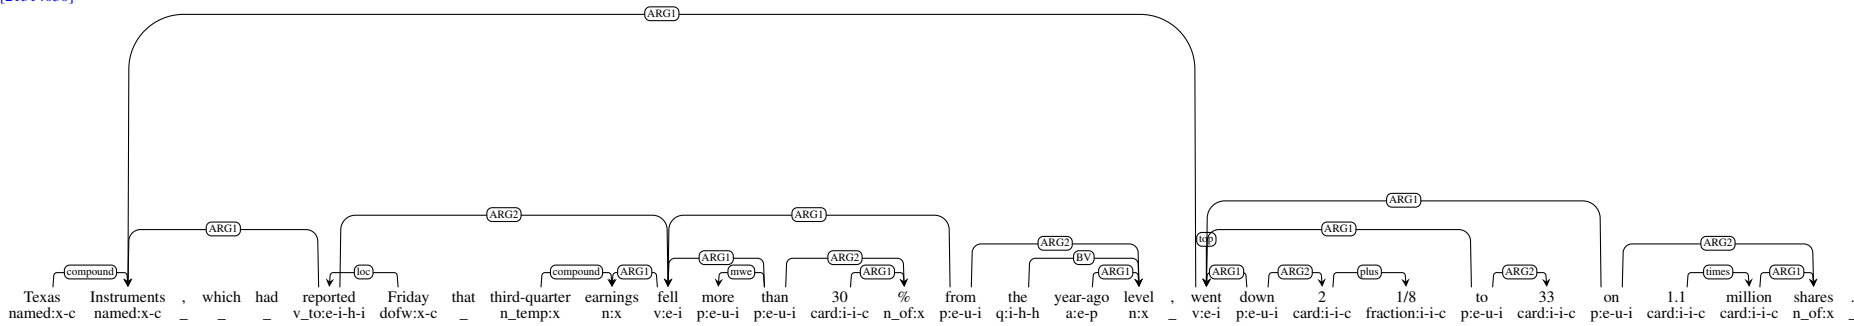 ARG1
ARG2 ARG1 ARG1
ARG1 top ARG1
ARG2 ARG2
ARG1 ARG2 BV
compound loc compound ARG1 mwe ARG1 ARG1 ARG1 ARG2 plus ARG2 times ARG1
Texas Instruments , which had reported Friday that third-quarter earnings fell more than 30 % from the year-ago level , went down 2 1/8 to 33 on 1.1 million shares .
named:x-c named:x-c _ _ _ v_to:e-i-h-i dofw:x-c _ n_temp:x n:x v:e-i p:e-u-i p:e-u-i card:i-i-c n_of:x p:e-u-i q:i-h-h a:e-p n:x _ v:e-i p:e-u-i card:i-i-c fraction:i-i-c p:e-u-i card:i-i-c p:e-u-i card:i-i-c card:i-i-c n_of:x _